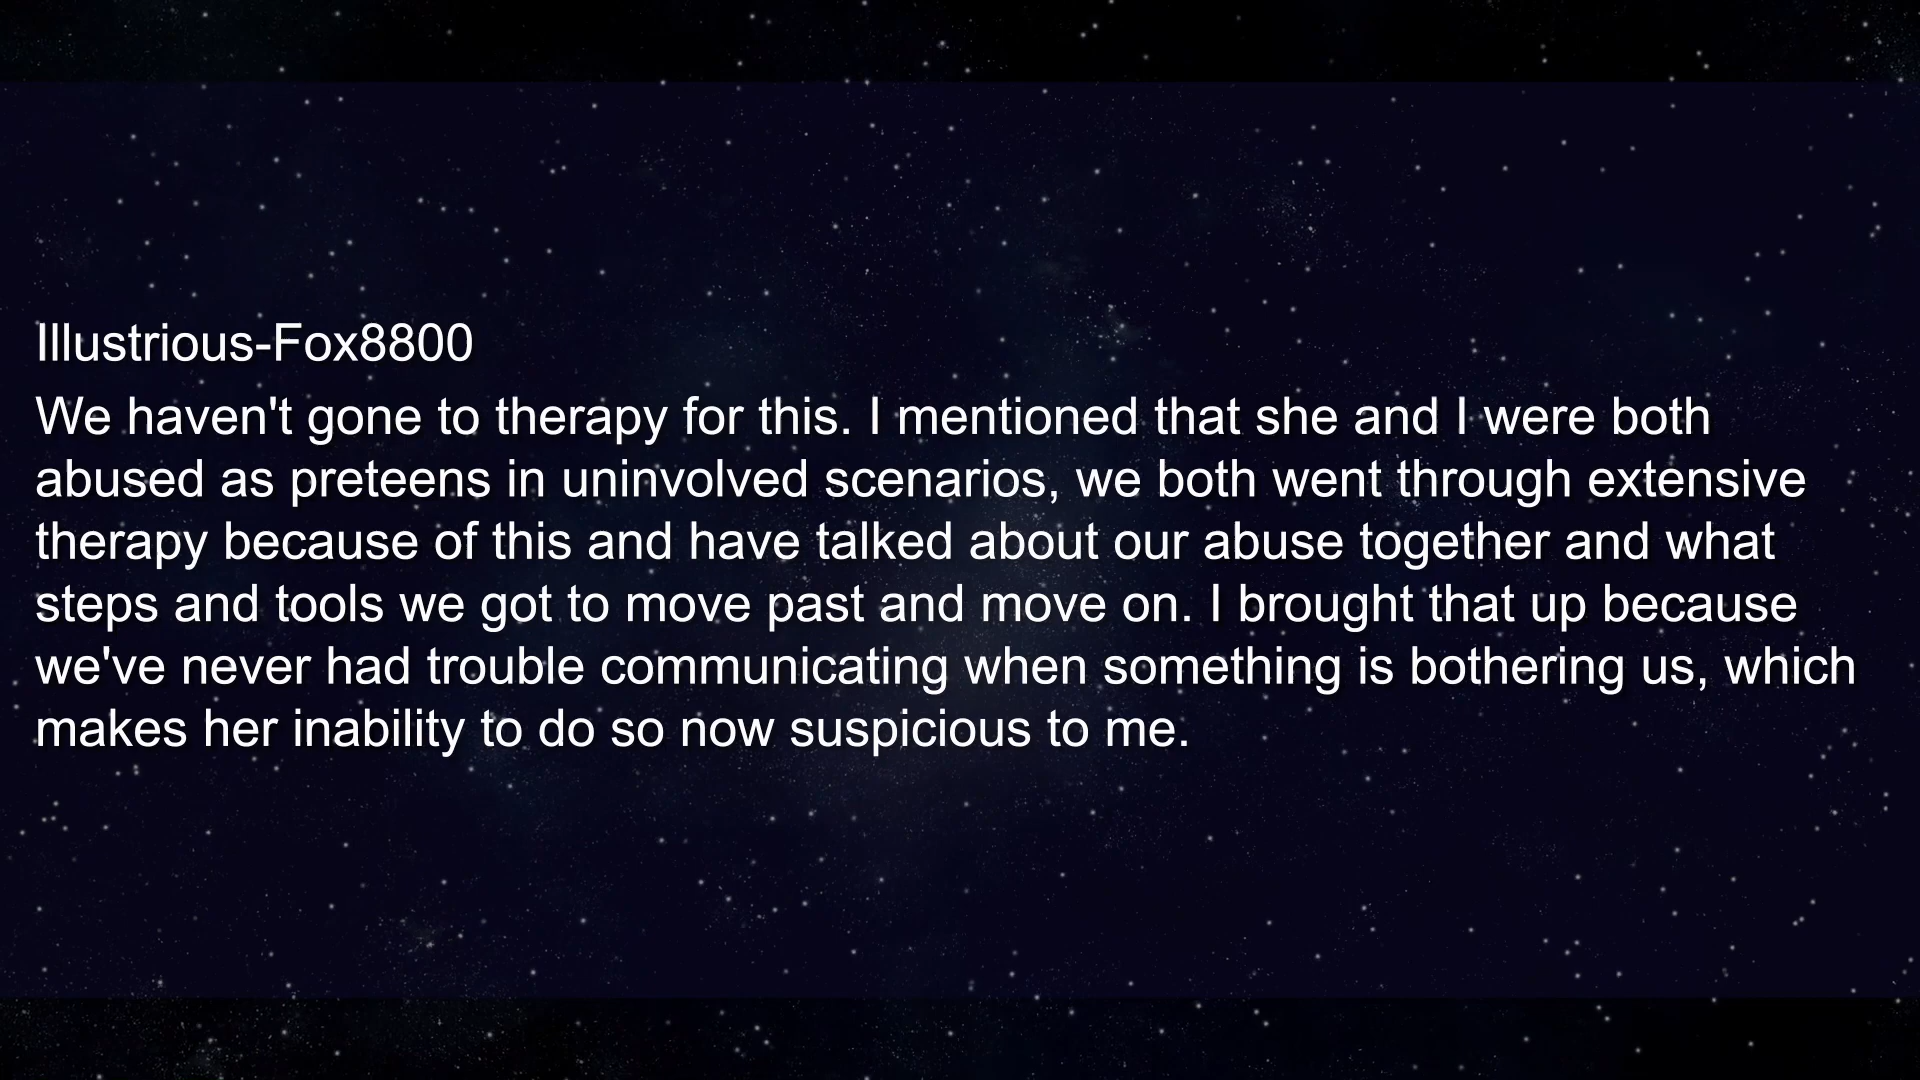 Illustrious-Fox8800
We haven't gone to therapy for this. I mentioned that she and I were both
abused as preteens in uninvolved scenarios, we both went through extensive
therapy because of this and have talked about our abuse together and what
steps and tools we got to move past and move on. I brought that up because
we've never had trouble communicating when something is bothering us, which
makes her inability to do so now suspicious to me.